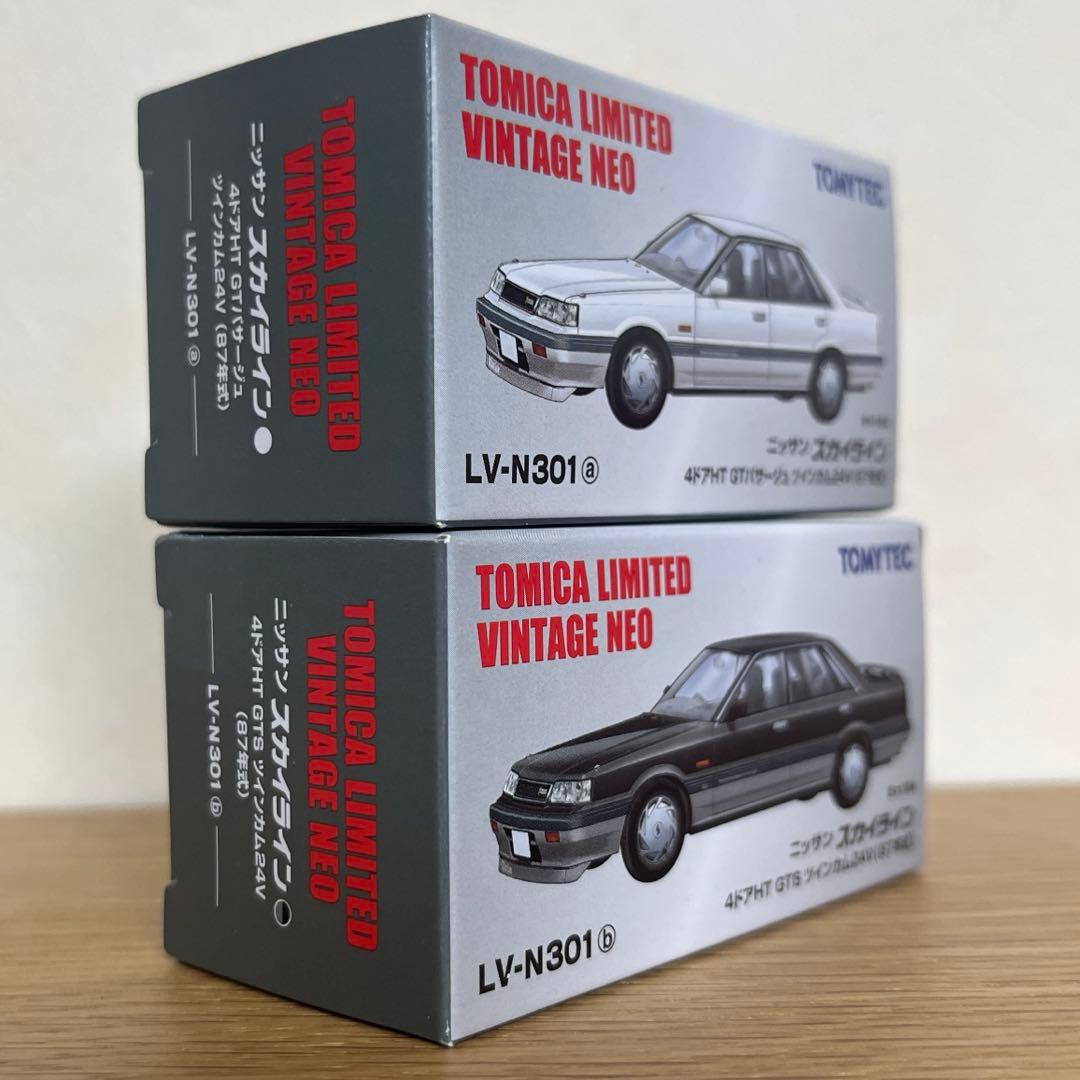 TOMICA LIMITED
VINTAGE NEO
ニッサン スカイライン
4ドアHT GTパサージュ
ツインカム24V (87年式)
LV-N301ⓐ
TOMICA LIMITED
VINTAGE NEO
TOMYTEC
ニッサン スカイライン
4ドアHT GTパサージュ ツインカム24V(87年式)
LV-N301ⓐ
TOMICA LIMITED
VINTAGE NEO
ニッサン スカイライン
4ドアHT GTS ツインカム24V
(87年式)
LV-N301ⓑ
TOMICA LIMITED
VINTAGE NEO
TOMYTEC
ニッサン スカイライン
4ドアHT GTS ツインカム24V(87年式)
LV-N301ⓑ